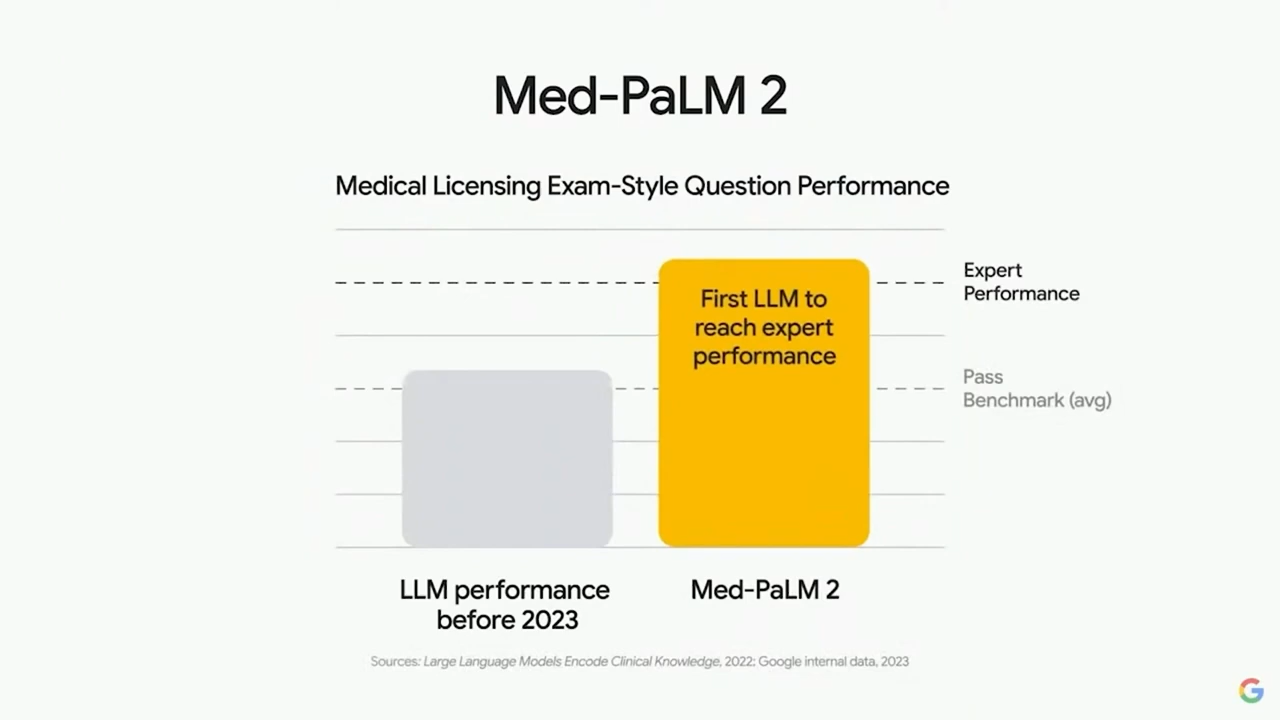 Med-PaLM 2
Medical Licensing Exam-Style Question Performance
Expert
Performance
First LLM to
reach expert
performance
Pass
Benchmark (avg)
LLM performance
before 2023
Med-PaLM 2
Sources: Large Language Models Encode Clinical Knowledge, 2022; Google internal data, 2023
G